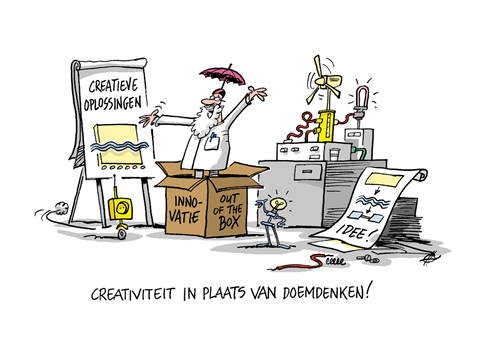 CREATIEVE
OPLOSSINGEN
INNO-
VATIE
OUT
OF THE
BOX
IDEE!
CREATIVITEIT IN PLAATS VAN DOEMDENKEN!